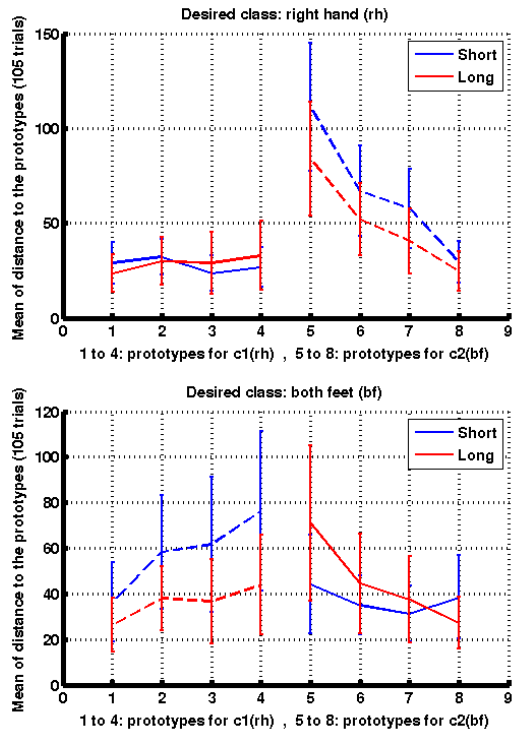 Desired class: right hand (rh)
Mean of distance to the prototypes (105 trials)
150
100
50
0
Short
Long
0 1 2 3 4 5 6 7 8 9
1 to 4: prototypes for c1(rh) , 5 to 8: prototypes for c2(bf)
Desired class: both feet (bf)
Mean of distance to the prototypes (105 trials)
120
100
80
60
40
20
0
Short
Long
0 1 2 3 4 5 6 7 8 9
1 to 4: prototypes for c1(rh) , 5 to 8: prototypes for c2(bf)